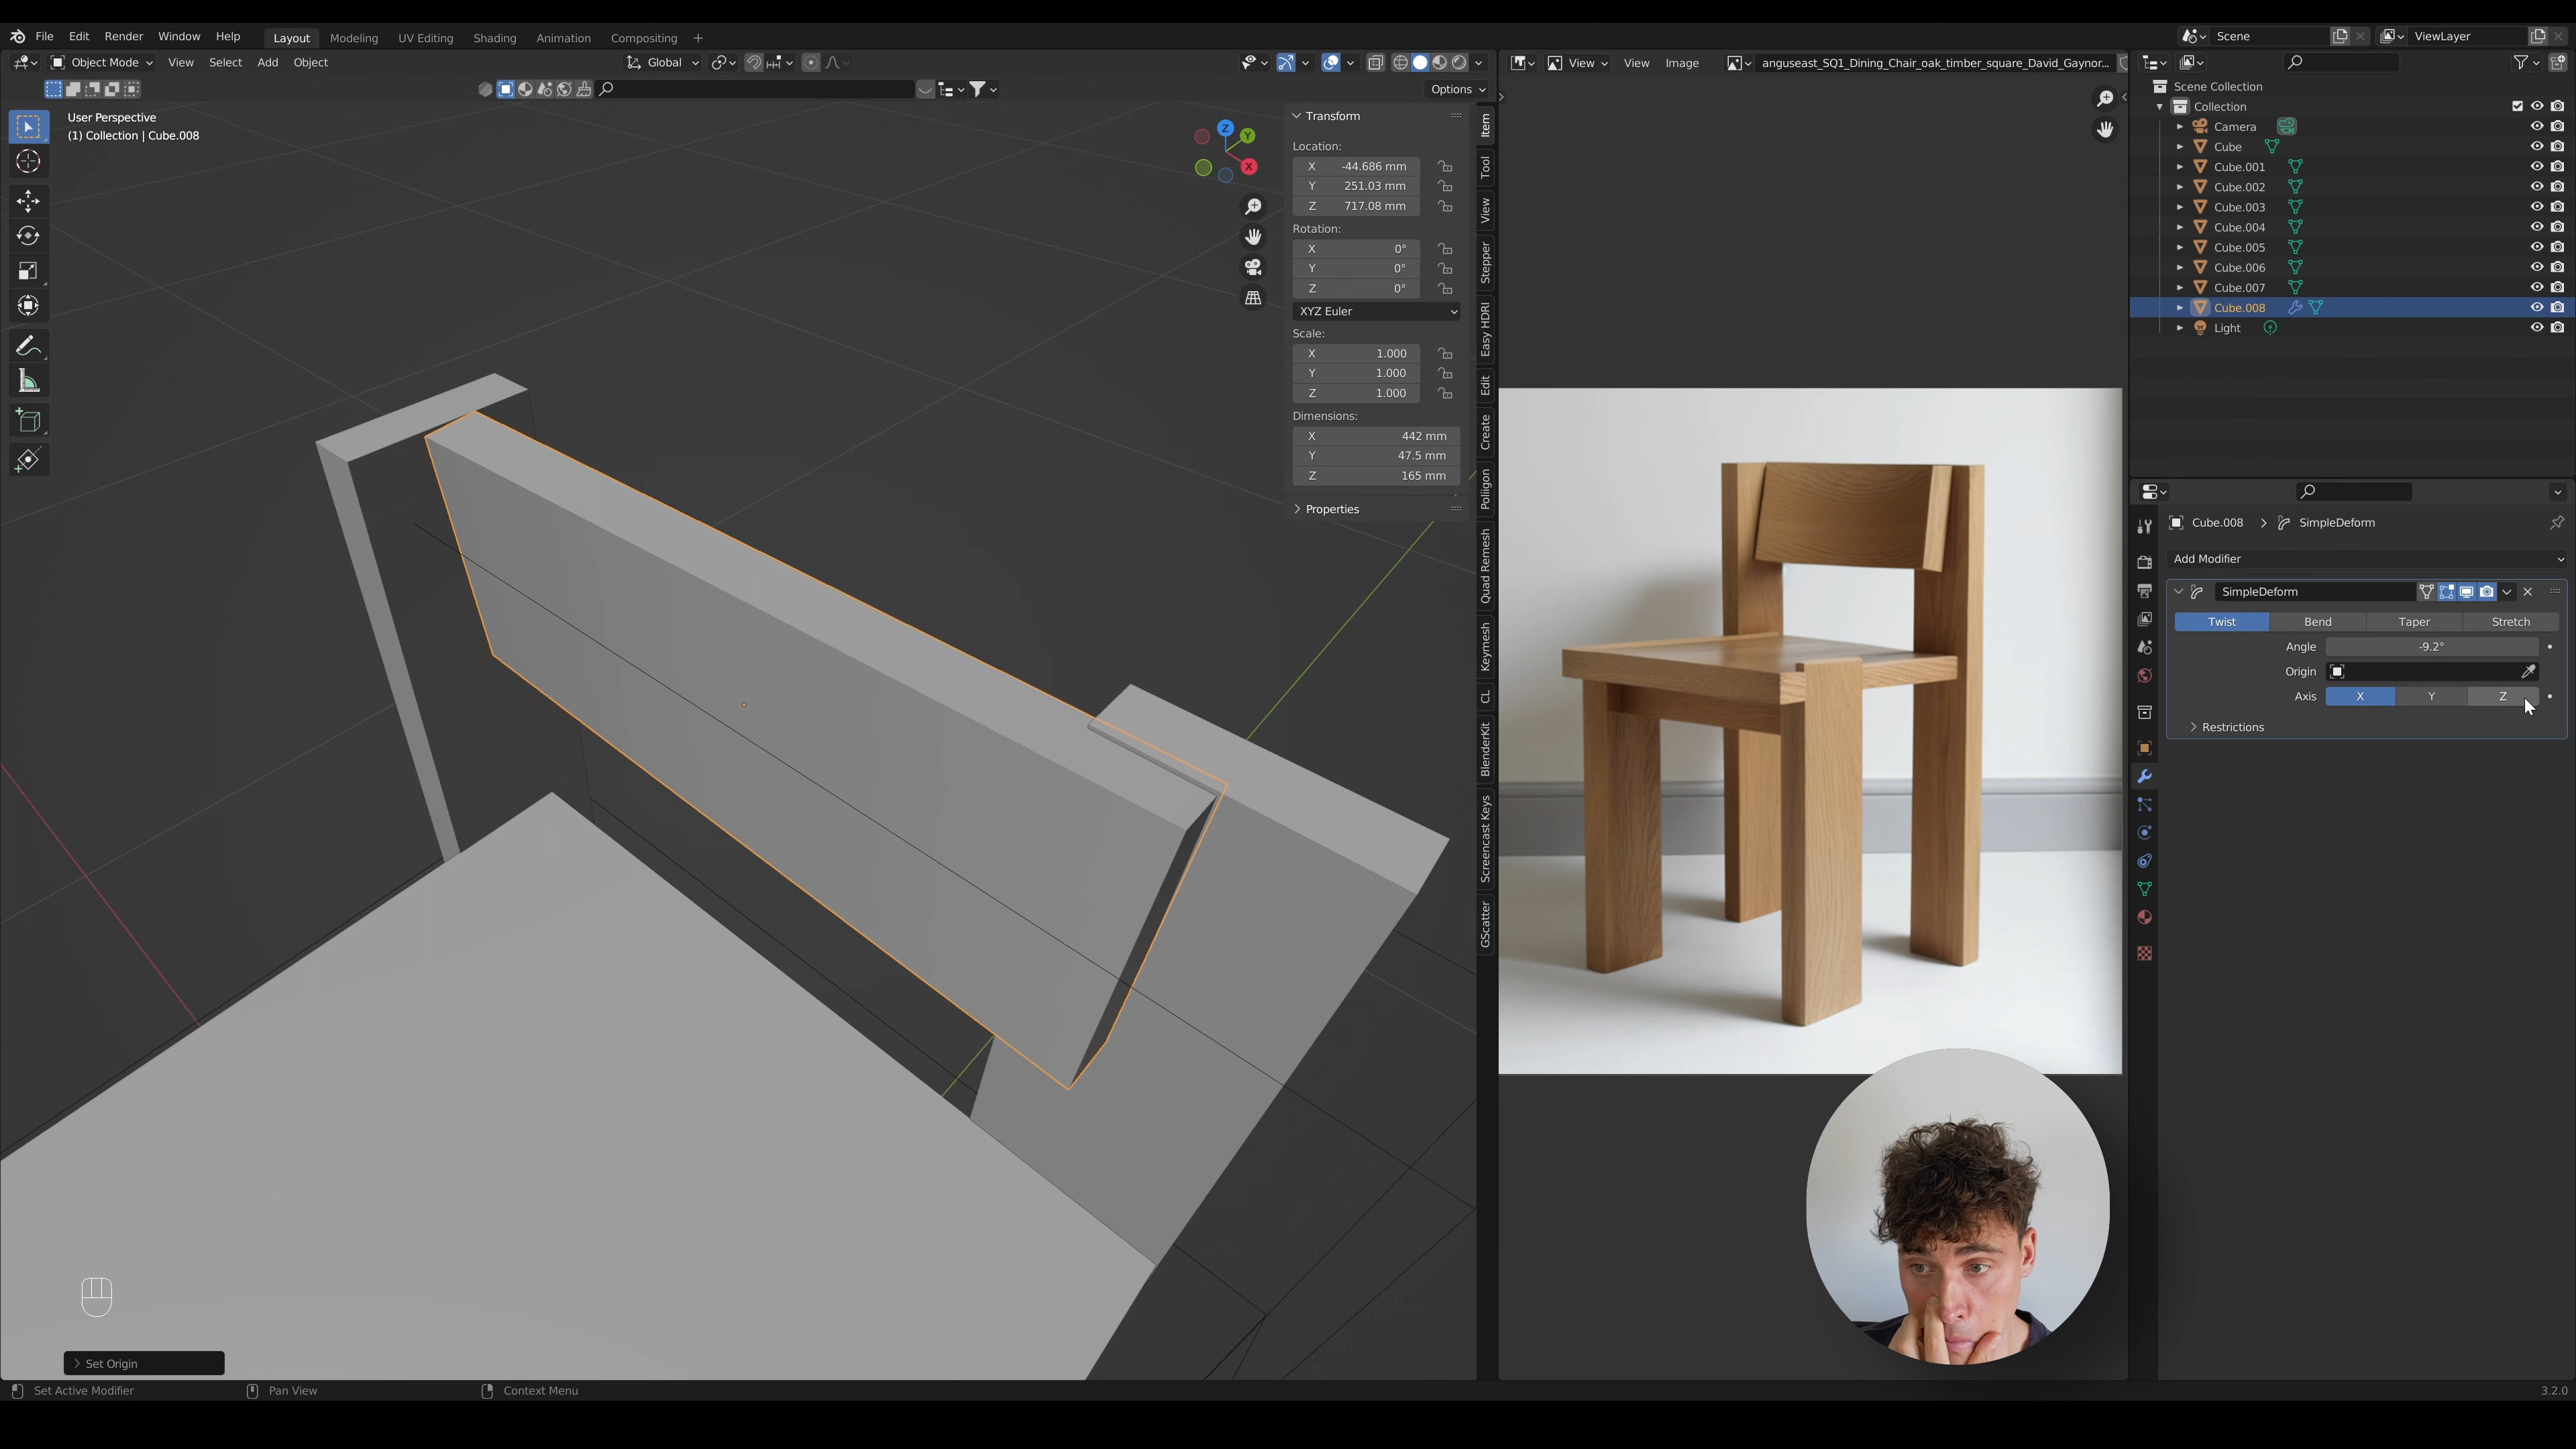 File Edit Render Window Help Layout Modeling UV Editing Shading Animation Compositing + Scene ViewLayer
Object Mode View Select Add Object Global View View Image anguseast_SQ1_Dining_Chair_oak_timber_square_David_Gaynor...
Options
User Perspective
(1) Collection | Cube.008
Z
Y
X
Transform
Location:
X -44.686 mm
Y 251.03 mm
Z 717.08 mm
Rotation:
X 0°
Y 0°
Z 0°
XYZ Euler
Scale:
X 1.000
Y 1.000
Z 1.000
Dimensions:
X 442 mm
Y 47.5 mm
Z 165 mm
Properties
Item
Tool
View
Stepper
Easy HDRI
Edit
Create
Poliigon
Quad Remesh
Keymesh
CL
BlenderKit
Screencast Keys
GScatter
Scene Collection
Collection
Camera
Cube
Cube.001
Cube.002
Cube.003
Cube.004
Cube.005
Cube.006
Cube.007
Cube.008
Light
Cube.008 > SimpleDeform
Add Modifier
SimpleDeform
Twist Bend Taper Stretch
Angle -9.2°
Origin
Axis X Y Z
Restrictions
Set Origin
Set Active Modifier Pan View Context Menu 3.2.0